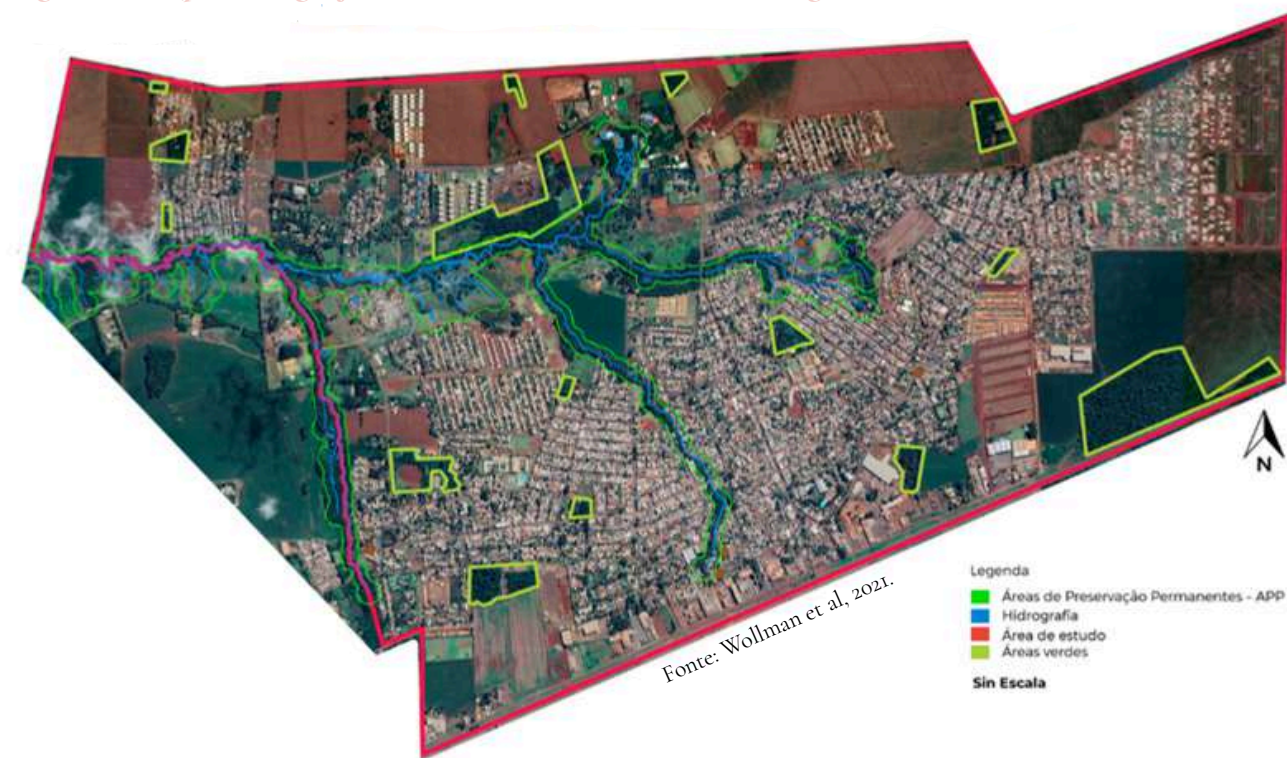 N
Fonte: Wollman et al, 2021.
Legenda
Áreas de Preservação Permanentes - APP
Hidrografia
Área de estudo
Áreas verdes
Sin Escala